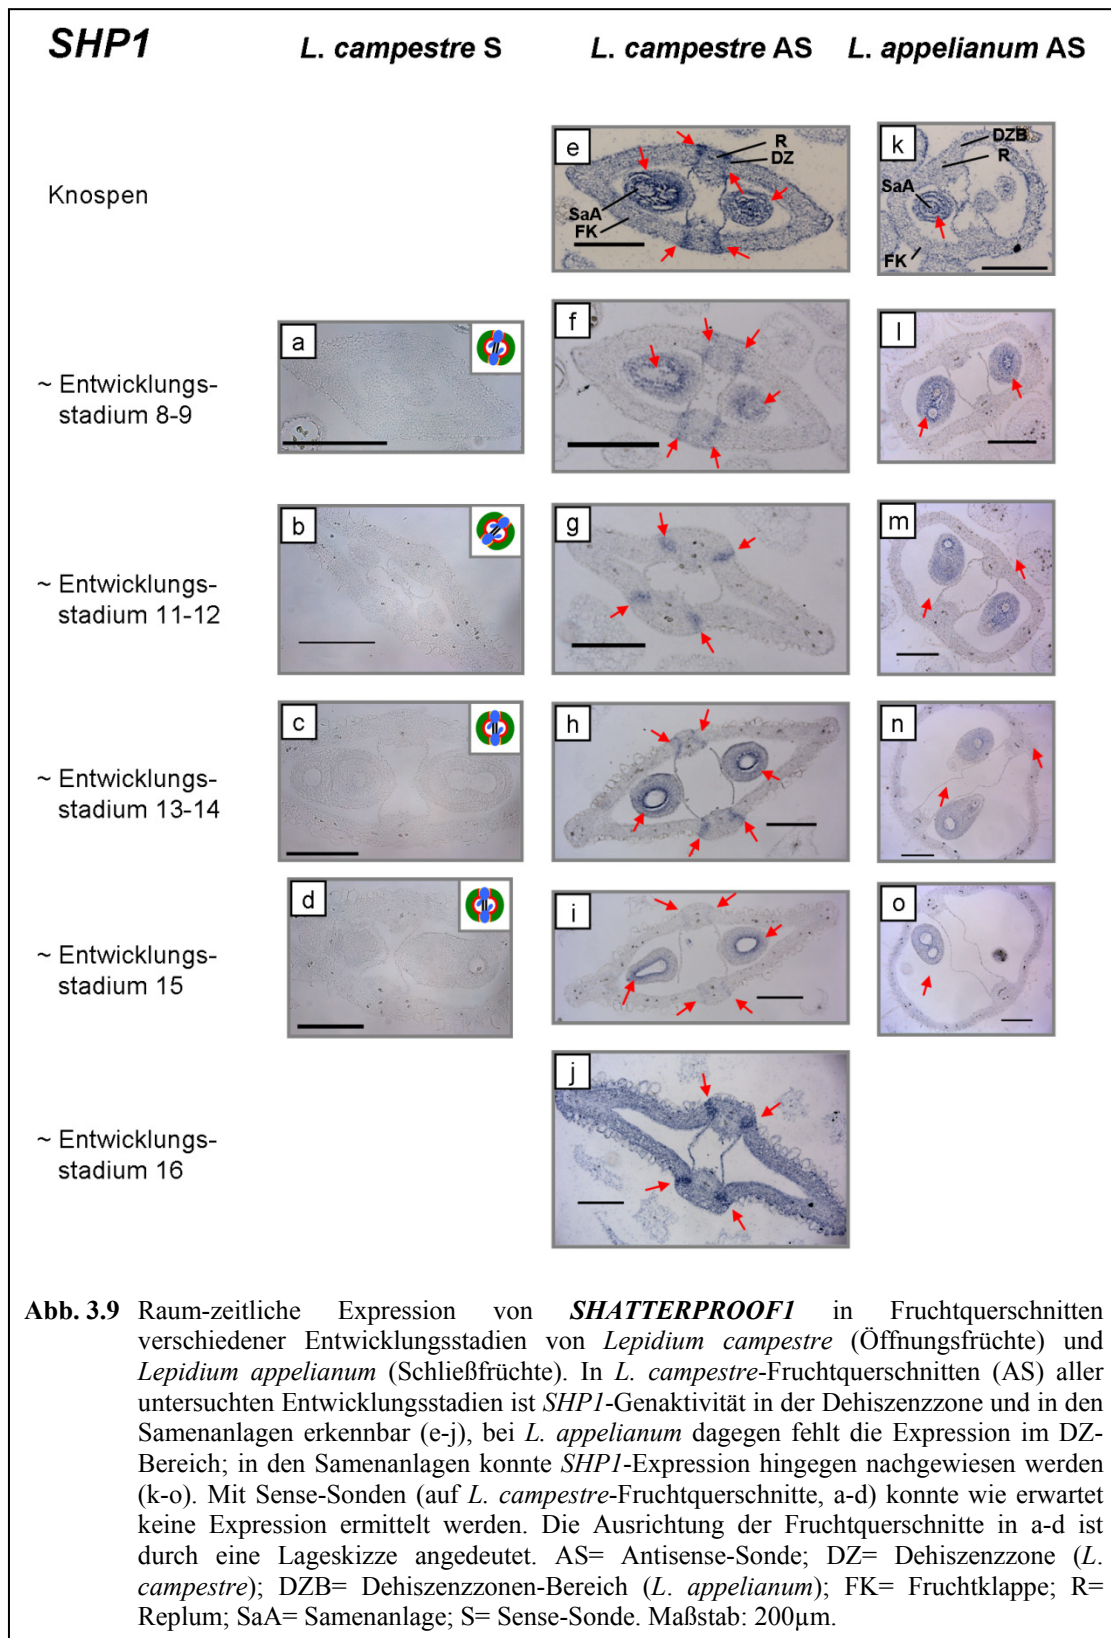 SHP1 L. campestre S L. campestre AS L. appelianum AS
Knospen
e R DZ SaA FK
k DZB R SaA FK
~ Entwicklungs-
stadium 8-9
a
f
l
~ Entwicklungs-
stadium 11-12
b
g
m
~ Entwicklungs-
stadium 13-14
c
h
n
~ Entwicklungs-
stadium 15
d
i
o
~ Entwicklungs-
stadium 16
j
Abb. 3.9 Raum-zeitliche Expression von SHATTERPROOF1 in Fruchtquerschnitten
verschiedener Entwicklungsstadien von Lepidium campestre (Öffnungsfrüchte) und
Lepidium appelianum (Schließfrüchte). In L. campestre-Fruchtquerschnitten (AS) aller
untersuchten Entwicklungsstadien ist SHP1-Genaktivität in der Dehiszenzzone und in den
Samenanlagen erkennbar (e-j), bei L. appelianum dagegen fehlt die Expression im DZ-
Bereich; in den Samenanlagen konnte SHP1-Expression hingegen nachgewiesen werden
(k-o). Mit Sense-Sonden (auf L. campestre-Fruchtquerschnitte, a-d) konnte wie erwartet
keine Expression ermittelt werden. Die Ausrichtung der Fruchtquerschnitte in a-d ist
durch eine Lageskizze angedeutet. AS= Antisense-Sonde; DZ= Dehiszenzzone (L.
campestre); DZB= Dehiszenzzonen-Bereich (L. appelianum); FK= Fruchtklappe; R=
Replum; SaA= Samenanlage; S= Sense-Sonde. Maßstab: 200µm.